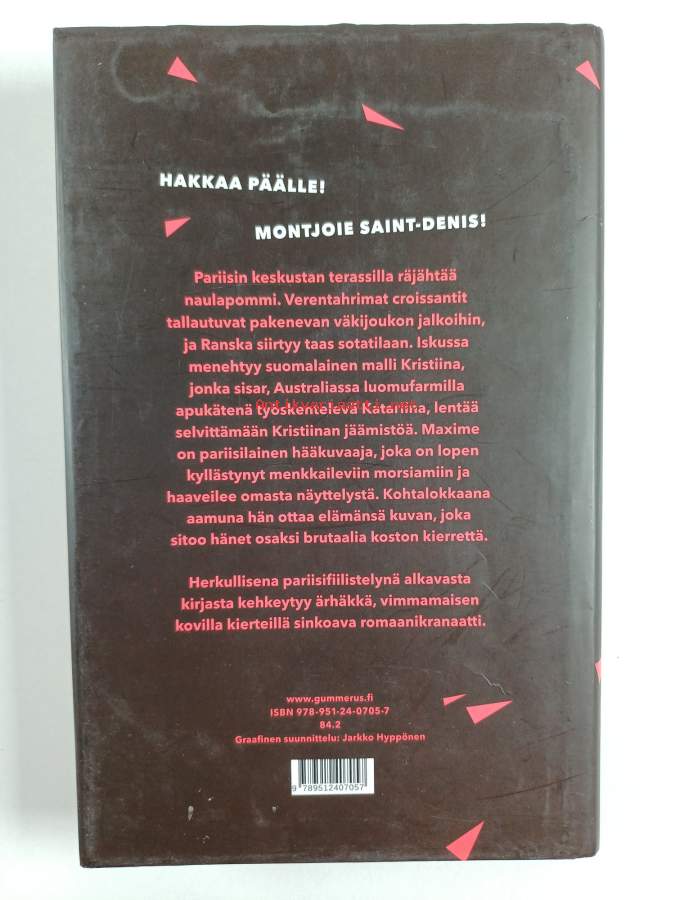 HAKKAA PÄÄLLE!
MONTJOIE SAINT-DENIS!
Pariisin keskustan terassilla räjähtää
naulapommi. Verentahrimat croissantit
tallautuvat pakenevan väkijoukon jalkoihin,
ja Ranska siirtyy taas sotatilaan. Iskussa
menehtyy suomalainen malli Kristiina,
jonka sisar, Australiassa luomufarmilla
Antikvariaatti.net
apukätenä työskentelevä Katariina, lentää
selvittämään Kristiinan jäämistöä. Maxime
on pariisilainen hääkuvaaja, joka on lopen
kyllästynyt menkkaileviin morsiamiin ja
haaveilee omasta näyttelystä. Kohtalokkaana
aamuna hän ottaa elämänsä kuvan, joka
sitoo hänet osaksi brutaalia koston kierrettä.
Herkullisena pariisifiilistelynä alkavasta
kirjasta kehkeytyy ärhäkkä, vimmamaisen
kovilla kierteillä sinkoava romaanikranaatti.
www.gummerus.fi
ISBN 978-951-24-0705-7
84.2
Graafinen suunnittelu: Jarkko Hyppönen
9 789512407057